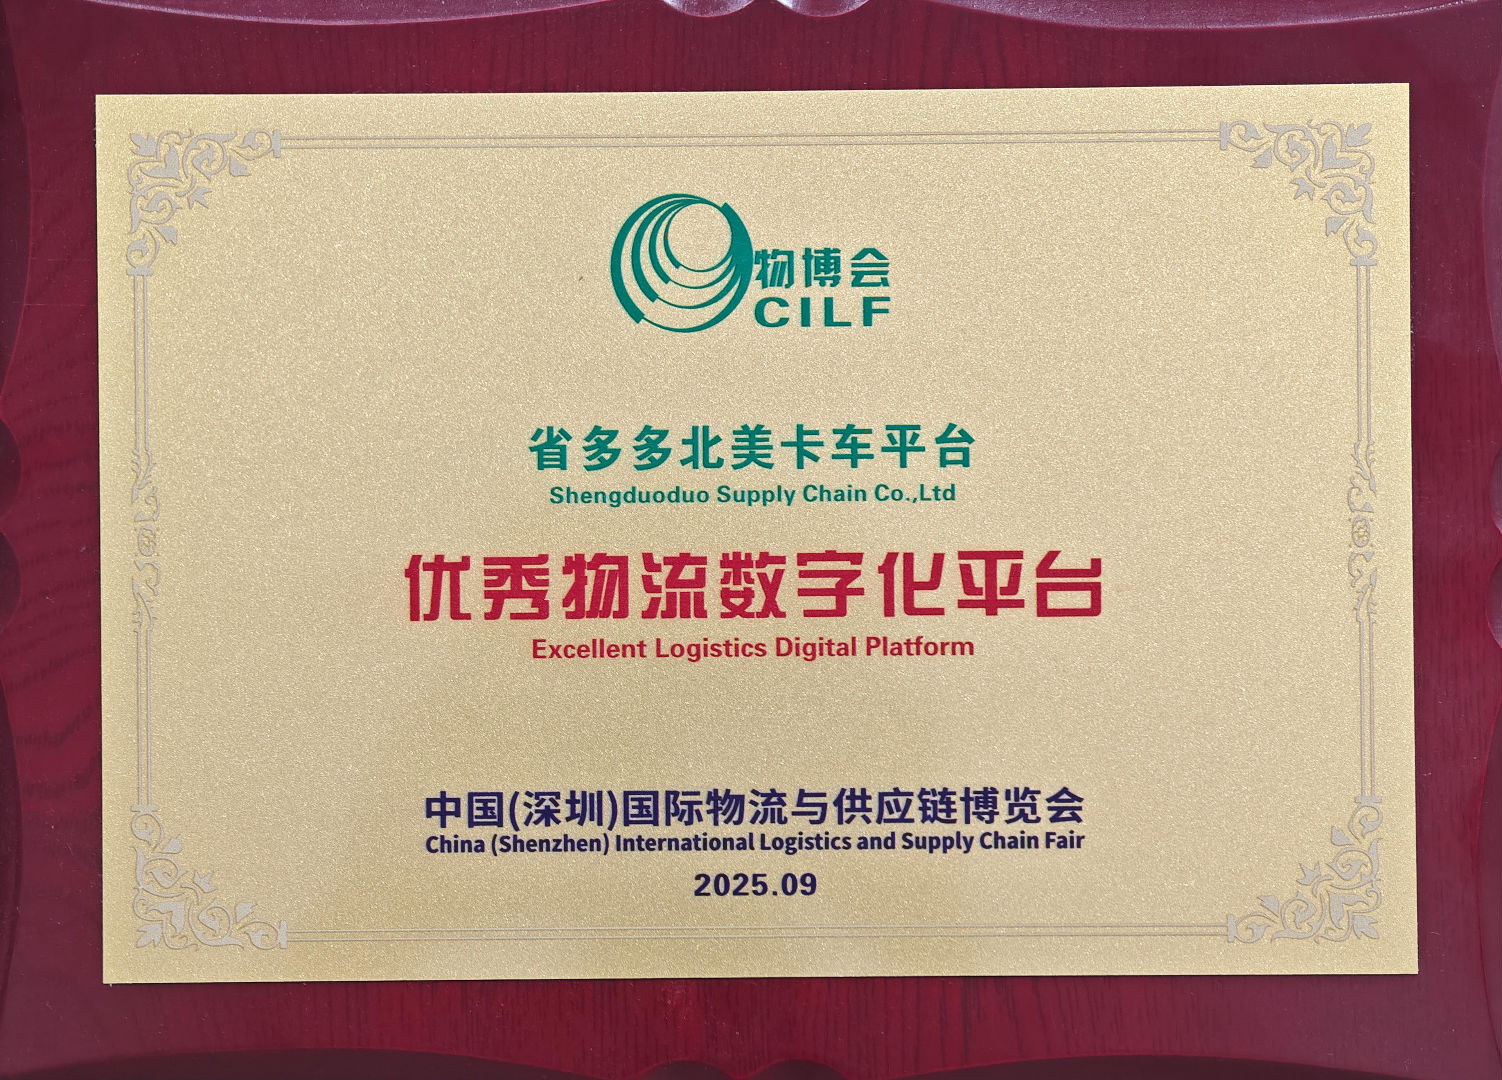 物博会
CILF
省多多北美卡车平台
Shengduoduo Supply Chain Co.,Ltd
优秀物流数字化平台
Excellent Logistics Digital Platform
中国(深圳)国际物流与供应链博览会
China (Shenzhen) International Logistics and Supply Chain Fair
2025.09